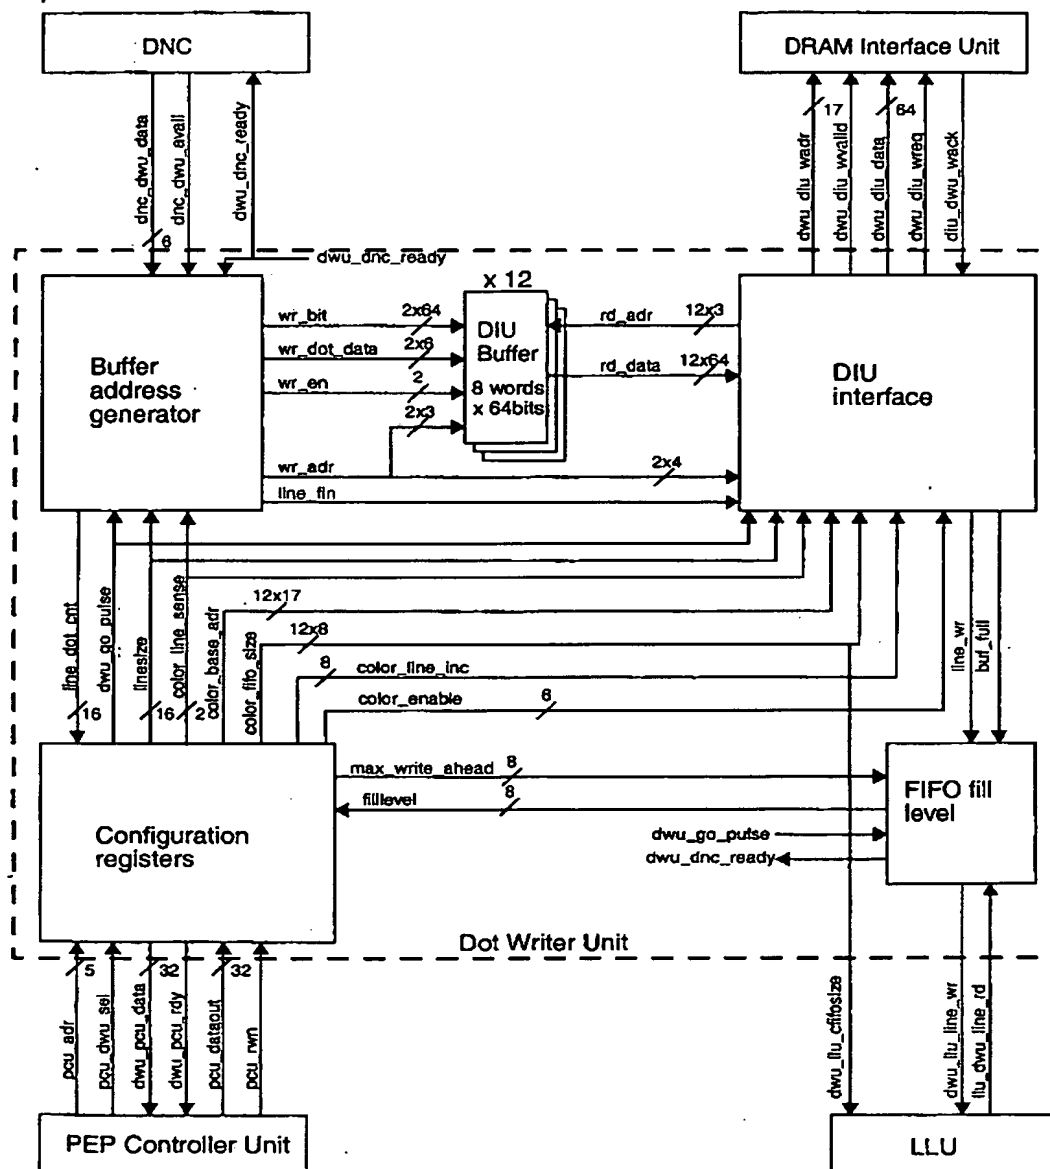 DNC
DRAM Interface Unit
dnc_dwu_data
dnc_dwu_avail
dwu_dnc_ready
6
dwu_diu_wadr
17
dwu_diu_wvalid
dwu_diu_data
64
dwu_diu_wreq
diu_dwu_wack
dwu_dnc_ready
x 12
Buffer
address
generator
wr_bit
2x64
wr_dot_data
2x6
wr_en
2
2x3
wr_adr
2x4
line_fin
DIU
Buffer
8 words
x 64bits
rd_adr
12x3
rd_data
12x64
DIU
interface
line_dot_cnt
16
dwu_go_pulse
linesize
16
color_line_sense
2
color_base_adr
12x17
color_fifo_size
12x8
8
color_line_inc
color_enable
6
line_wr
buf_full
Configuration
registers
max_write_ahead
8
filllevel
8
dwu_go_pulse
dwu_dnc_ready
FIFO fill
level
Dot Writer Unit
pcu_adr
5
pcu_dwu_sel
dwu_pcu_data
32
dwu_pcu_rdy
pcu_dataout
32
pcu_rwn
dwu_llu_cfifosize
dwu_llu_line_wr
llu_dwu_line_rd
PEP Controller Unit
LLU